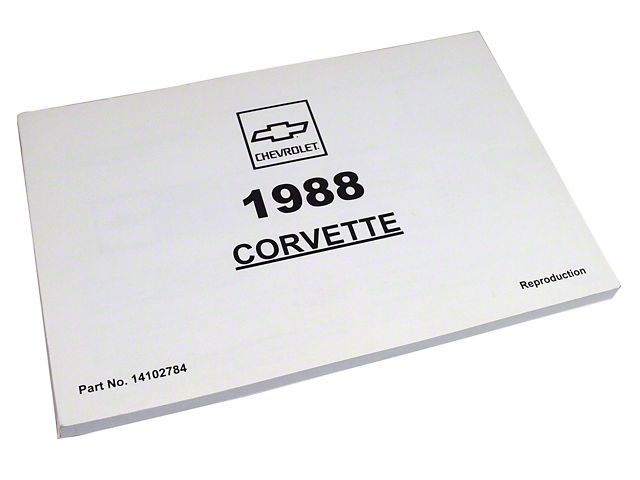 CHEVROLET
1988
CORVETTE
Reproduction
Part No. 14102784